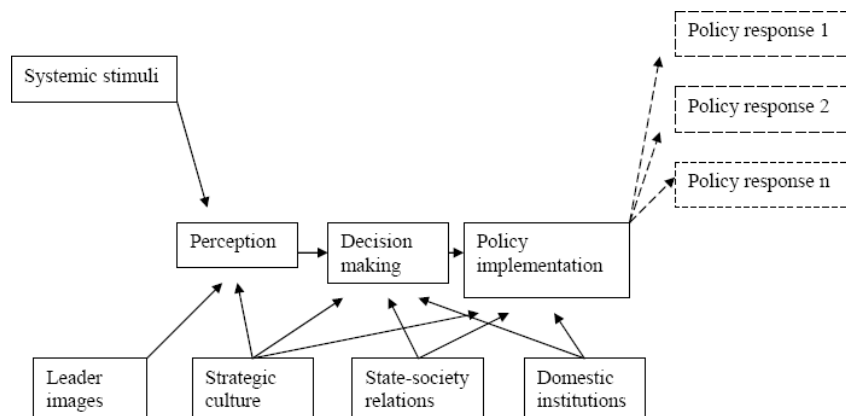 Policy response 1
Systemic stimuli
Policy response 2
Policy response n
Perception
Decision
making
Policy
implementation
Leader
images
Strategic
culture
State-society
relations
Domestic
institutions